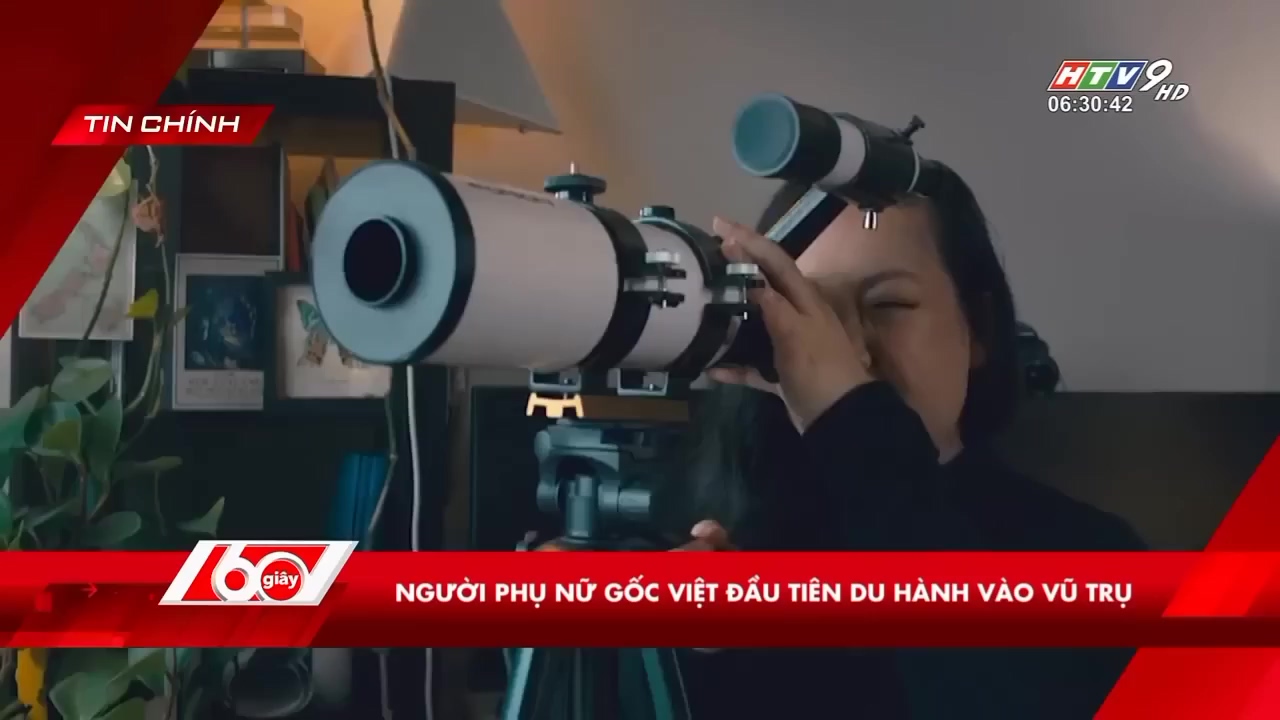 HTV9 HD
06:30:42
TIN CHÍNH
60 giây
NGƯỜI PHỤ NỮ GỐC VIỆT ĐẦU TIÊN DU HÀNH VÀO VŨ TRỤ